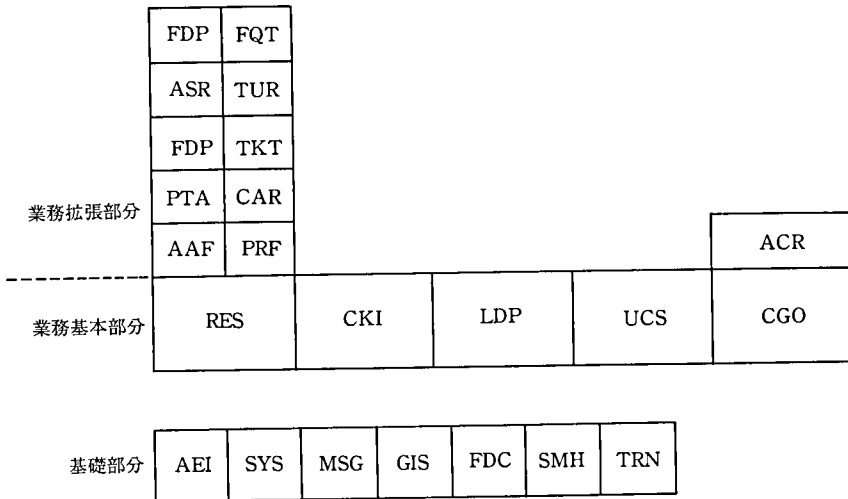 FDP FQT
ASR TUR
FDP TKT
業務拡張部分 PTA CAR
AAF PRF ACR
業務基本部分 RES CKI LDP UCS CGO
基礎部分 AEI SYS MSG GIS FDC SMH TRN